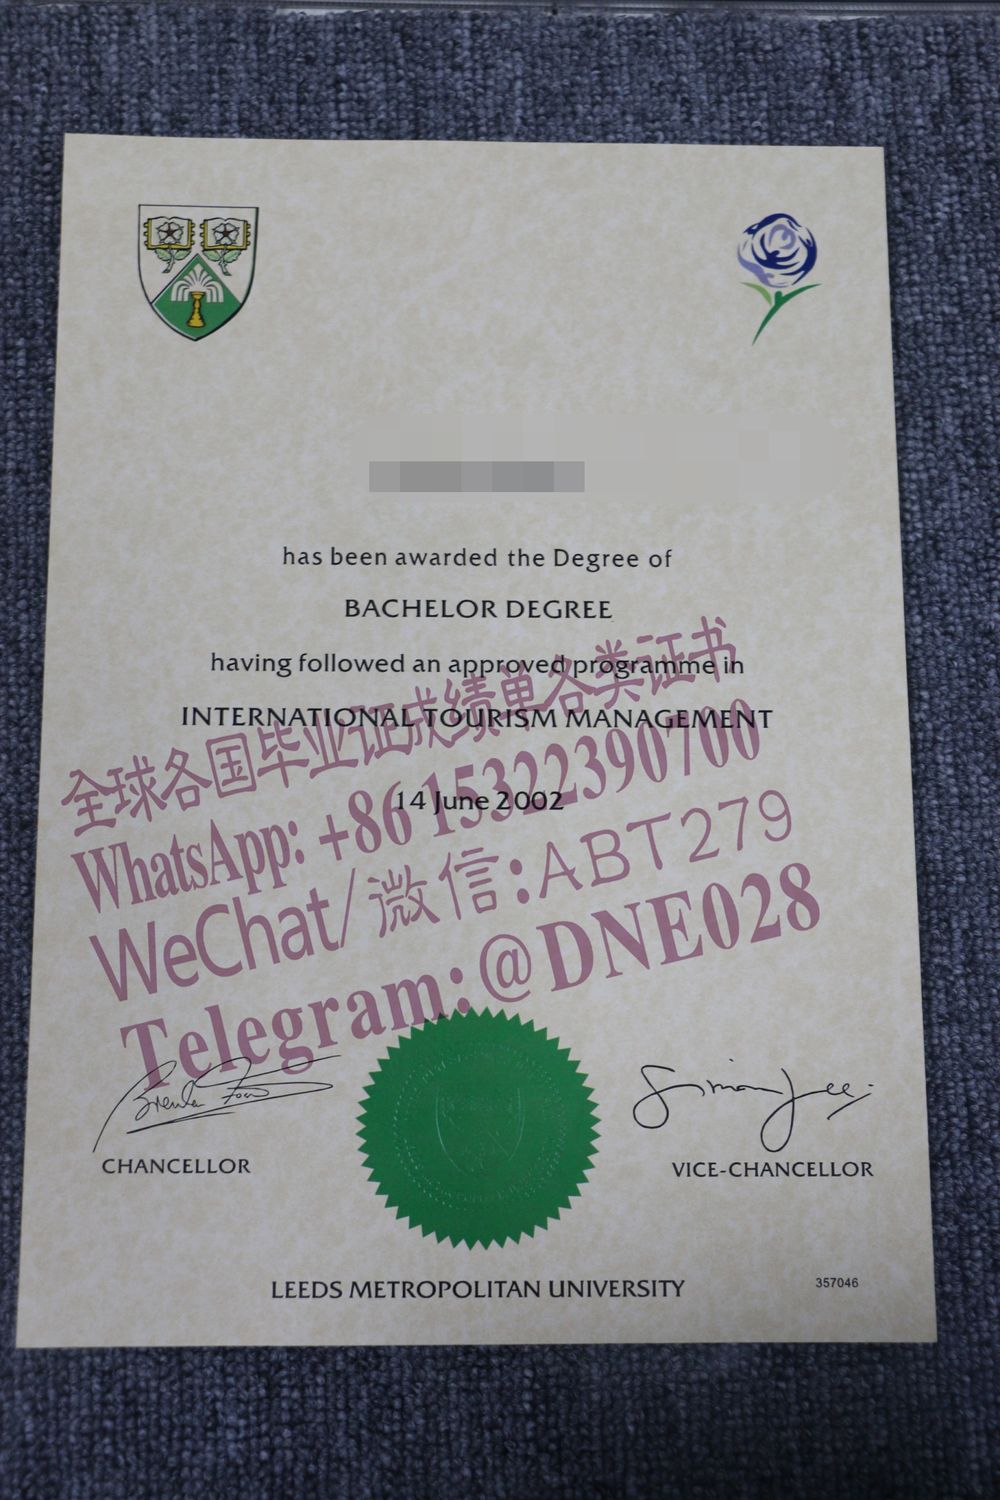 has been awarded the Degree of
BACHELOR DEGREE
having followed an approved programme in
INTERNATIONAL TOURISM MANAGEMENT
14 June 2002
全球各国毕业证成绩单各类证书
WhatsApp: +86 15322390700
WeChat/微信:ABT279
Telegram:@DNE028
CHANCELLOR
VICE-CHANCELLOR
LEEDS METROPOLITAN UNIVERSITY
357046